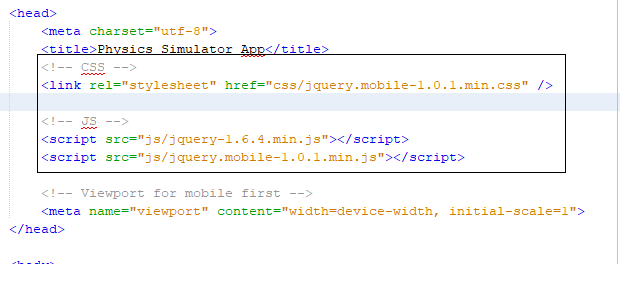 <head>
<meta charset="utf-8">
<title>Physics Simulator App</title>
<!-- CSS -->
<link rel="stylesheet" href="css/jquery.mobile-1.0.1.min.css" />
<!-- JS -->
<script src="js/jquery-1.6.4.min.js"></script>
<script src="js/jquery.mobile-1.0.1.min.js"></script>
<!-- Viewport for mobile first -->
<meta name="viewport" content="width=device-width, initial-scale=1">
</head>